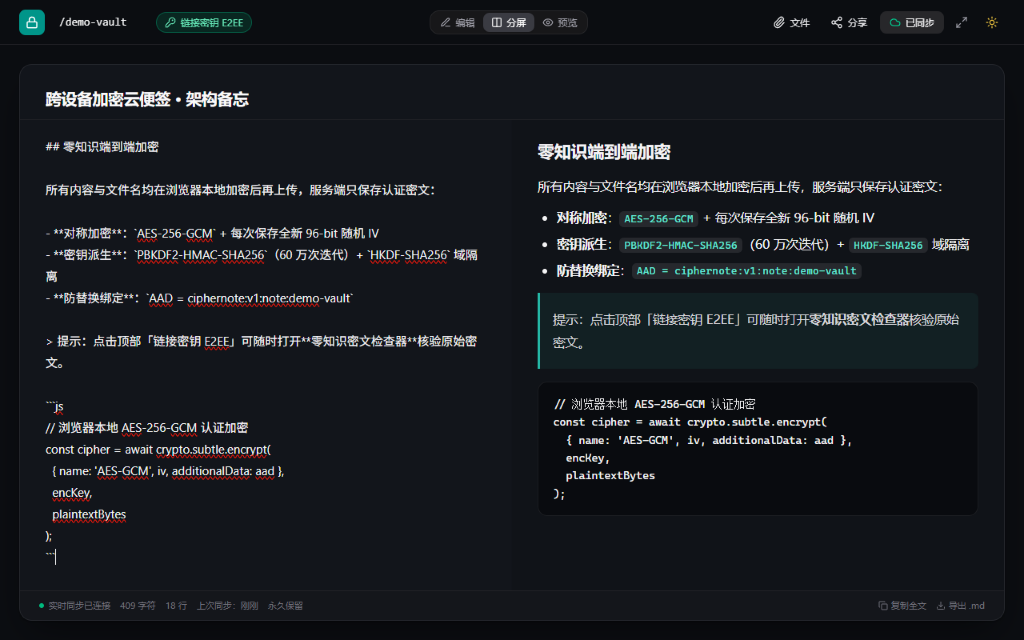 /demo-vault
链接密钥 E2EE
编辑
分屏
预览
文件
分享
已同步
跨设备加密云便签 • 架构备忘
## 零知识端到端加密
所有内容与文件名均在浏览器本地加密后再上传，服务端只保存认证密文：
- **对称加密**：`AES-256-GCM` + 每次保存全新 96-bit 随机 IV
- **密钥派生**：`PBKDF2-HMAC-SHA256`（60 万次迭代）+ `HKDF-SHA256` 域隔
离
- **防替换绑定**：`AAD = ciphernote:v1:note:demo-vault`
> 提示：点击顶部「链接密钥 E2EE」可随时打开**零知识密文检查器**核验原始密
文。
```js
// 浏览器本地 AES-256-GCM 认证加密
const cipher = await crypto.subtle.encrypt(
{ name: 'AES-GCM', iv, additionalData: aad },
encKey,
plaintextBytes
);
```
零知识端到端加密
所有内容与文件名均在浏览器本地加密后再上传，服务端只保存认证密文：
• 对称加密：AES-256-GCM + 每次保存全新 96-bit 随机 IV
• 密钥派生：PBKDF2-HMAC-SHA256（60 万次迭代）+ HKDF-SHA256 域隔离
• 防替换绑定：AAD = ciphernote:v1:note:demo-vault
提示：点击顶部「链接密钥 E2EE」可随时打开零知识密文检查器核验原始
密文。
// 浏览器本地 AES-256-GCM 认证加密
const cipher = await crypto.subtle.encrypt(
{ name: 'AES-GCM', iv, additionalData: aad },
encKey,
plaintextBytes
);
实时同步已连接 409 字符 18 行 上次同步：刚刚 永久保留
复制全文
导出 .md